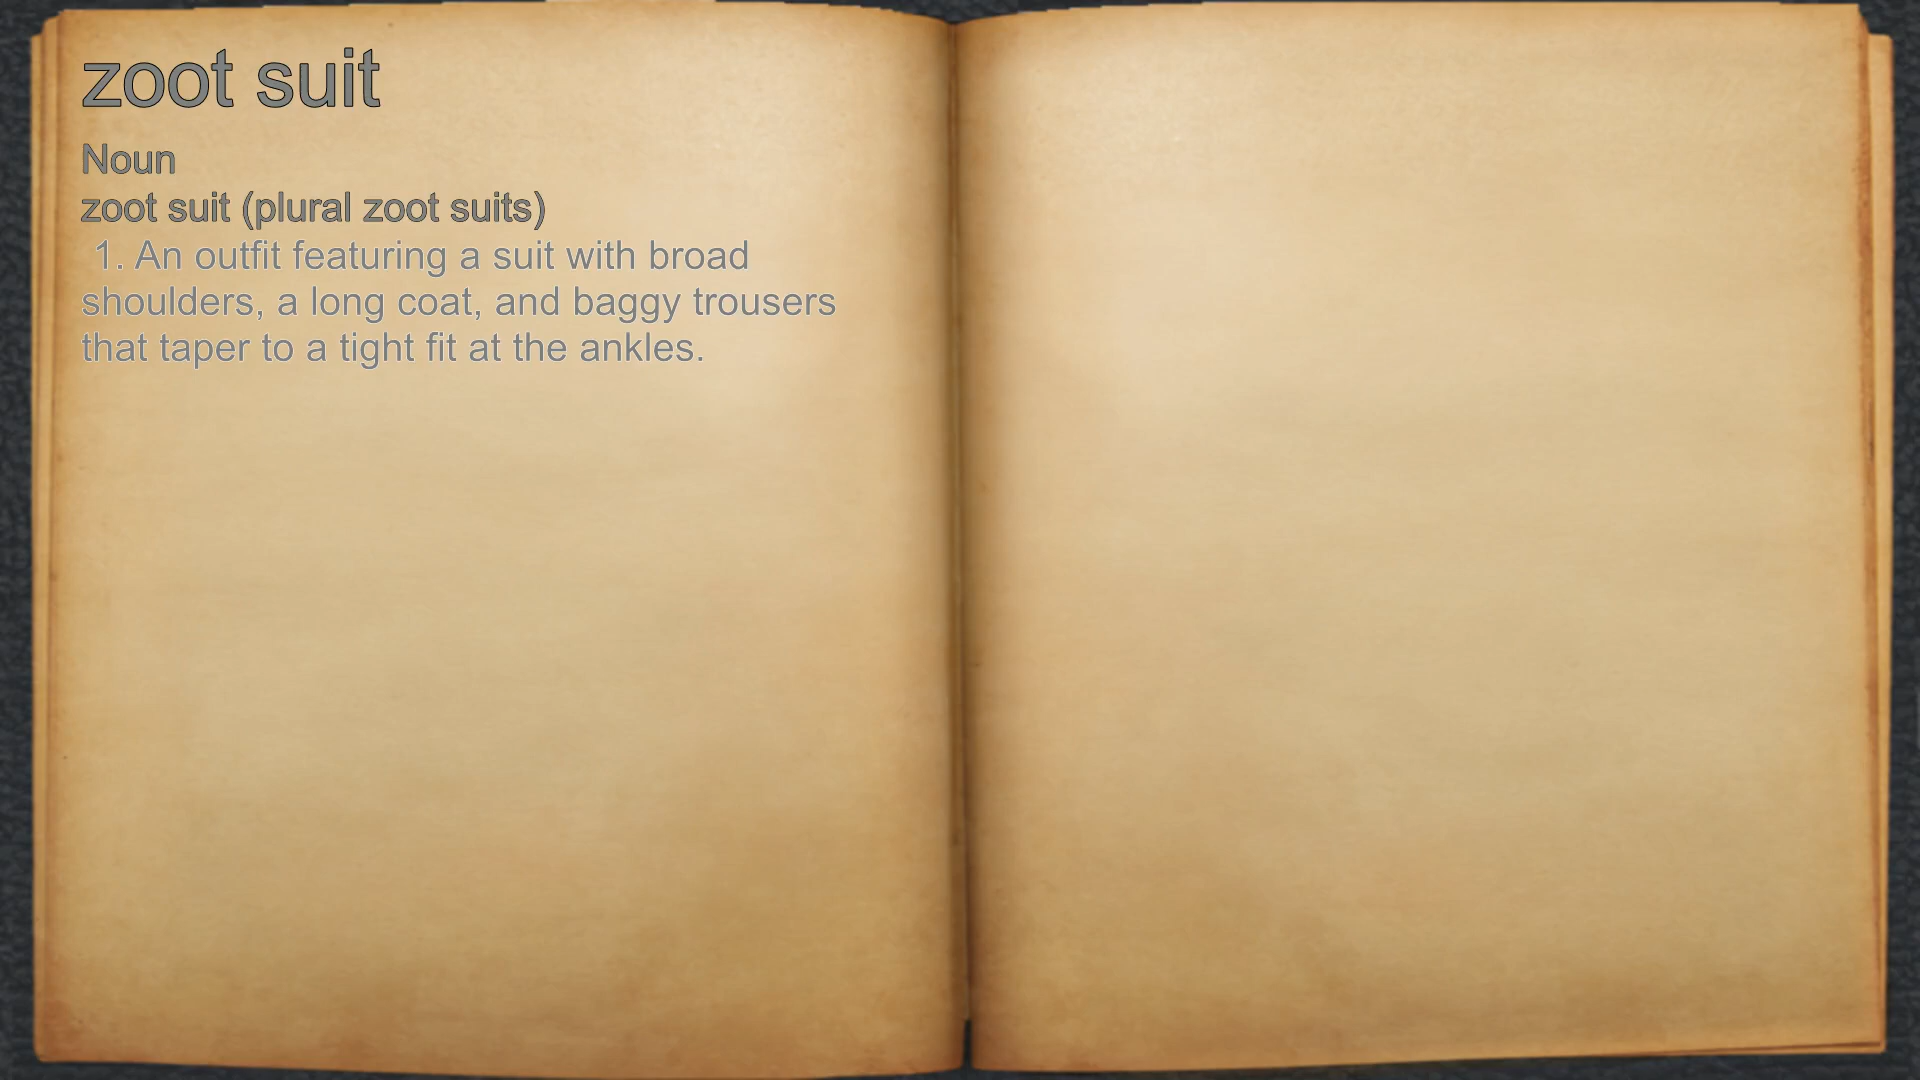 zoot suit
Noun
zoot suit (plural zoot suits)
1. An outfit featuring a suit with broad
shoulders, a long coat, and baggy trousers
that taper to a tight fit at the ankles.